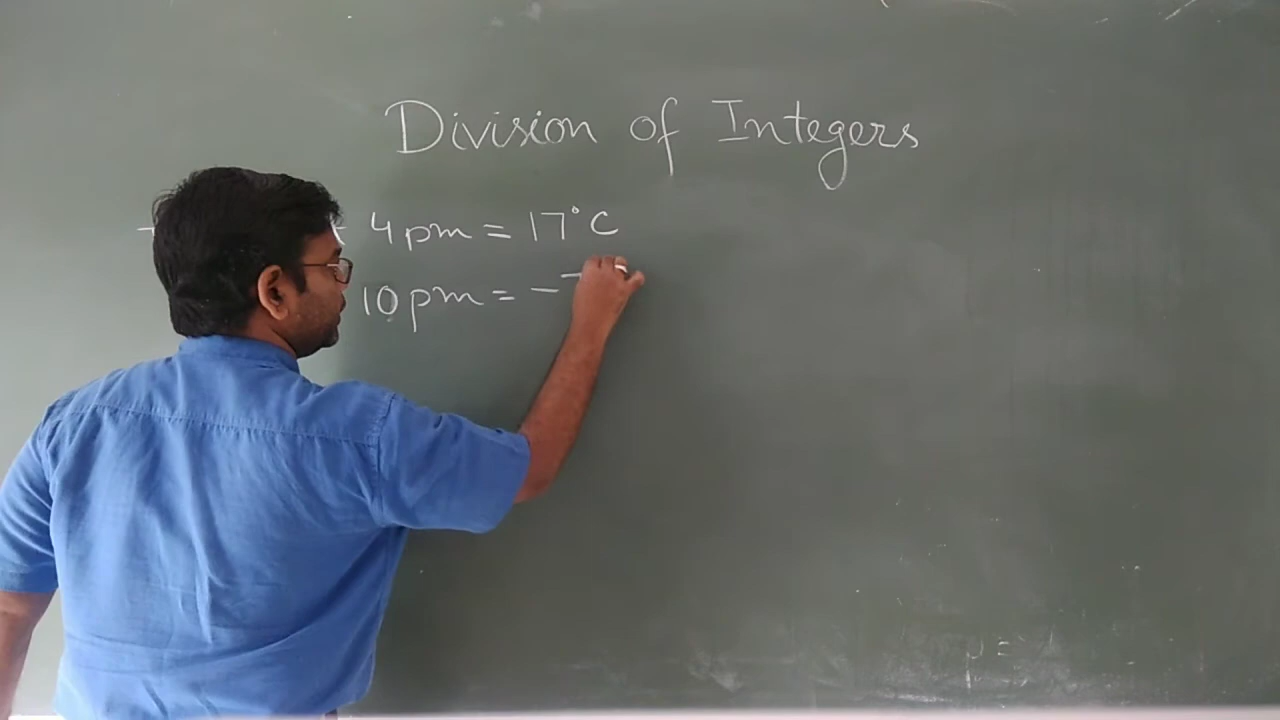 Division of Integers
4 pm = 17°C
10 pm = -